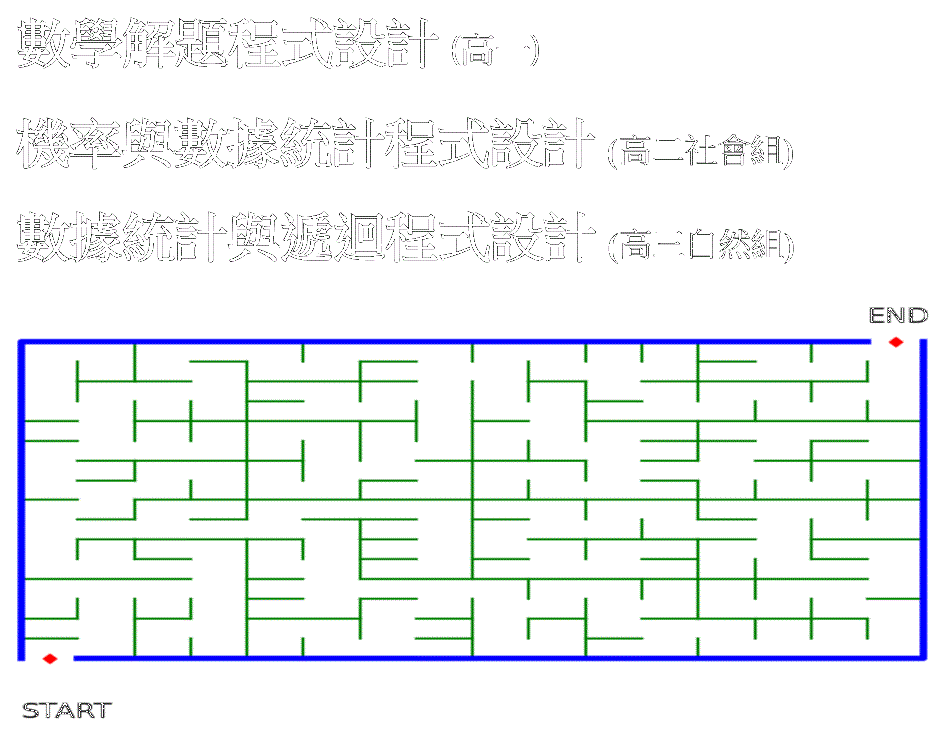 數學解題程式設計 (高一)
機率與數據統計程式設計 (高二社會組)
數據統計與遞迴程式設計 (高三自然組)
END
START